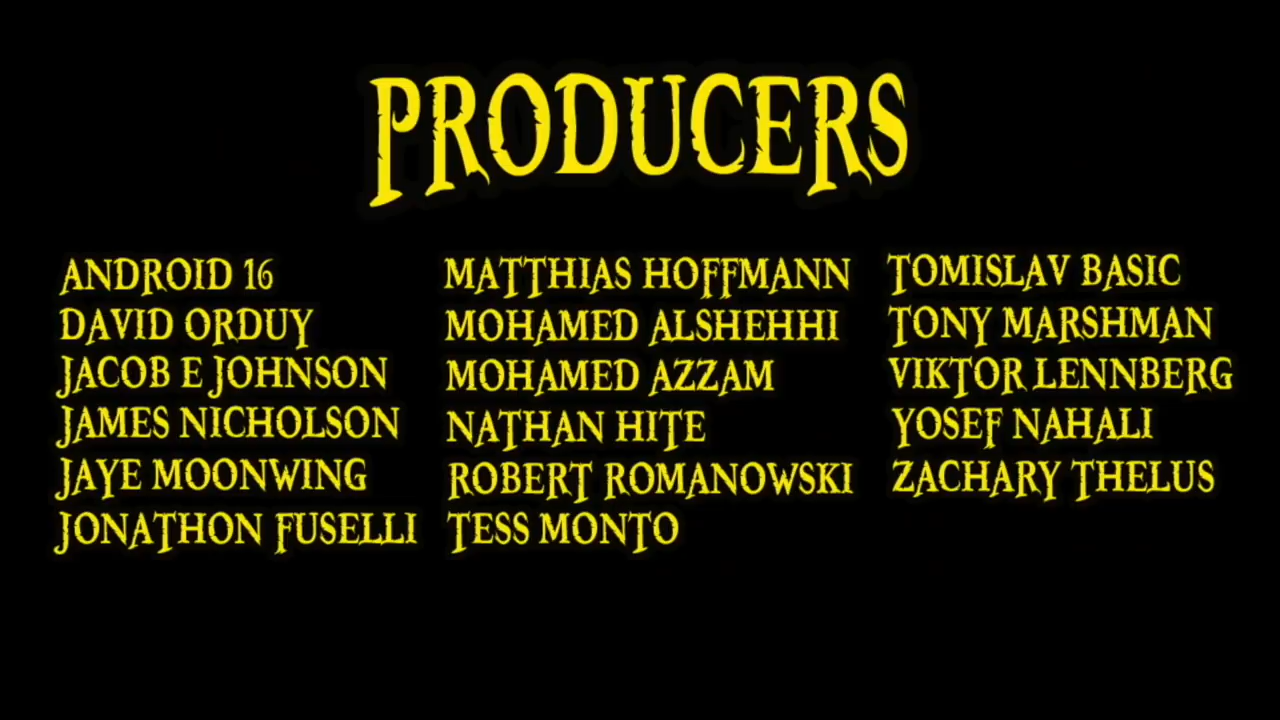 PRODUCERS
ANDROID 16
DAVID ORDUY
JACOB E JOHNSON
JAMES NICHOLSON
JAYE MOONWING
JONATHON FUSELLI
MATTHIAS HOFFMANN
MOHAMED ALSHEHHI
MOHAMED AZZAM
NATHAN HITE
ROBERT ROMANOWSKI
TESS MONTO
TOMISLAV BASIC
TONY MARSHMAN
VIKTOR LENNBERG
YOSEF NAHALI
ZACHARY THELUS